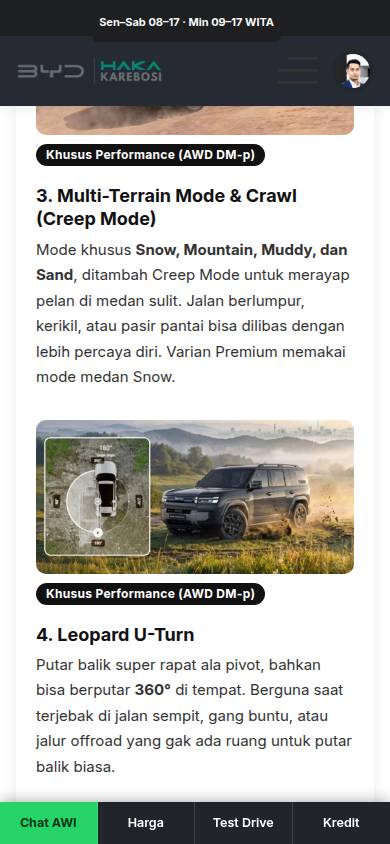 Sen–Sab 08–17 · Min 09–17 WITA
BYD
HAKA
KAREBOSI
Khusus Performance (AWD DM-p)
3. Multi-Terrain Mode & Crawl
(Creep Mode)
Mode khusus Snow, Mountain, Muddy, dan
Sand, ditambah Creep Mode untuk merayap
pelan di medan sulit. Jalan berlumpur,
kerikil, atau pasir pantai bisa dilibas dengan
lebih percaya diri. Varian Premium memakai
mode medan Snow.
Khusus Performance (AWD DM-p)
4. Leopard U-Turn
Putar balik super rapat ala pivot, bahkan
bisa berputar 360° di tempat. Berguna saat
terjebak di jalan sempit, gang buntu, atau
jalur offroad yang gak ada ruang untuk putar
balik biasa.
Chat AWI
Harga
Test Drive
Kredit